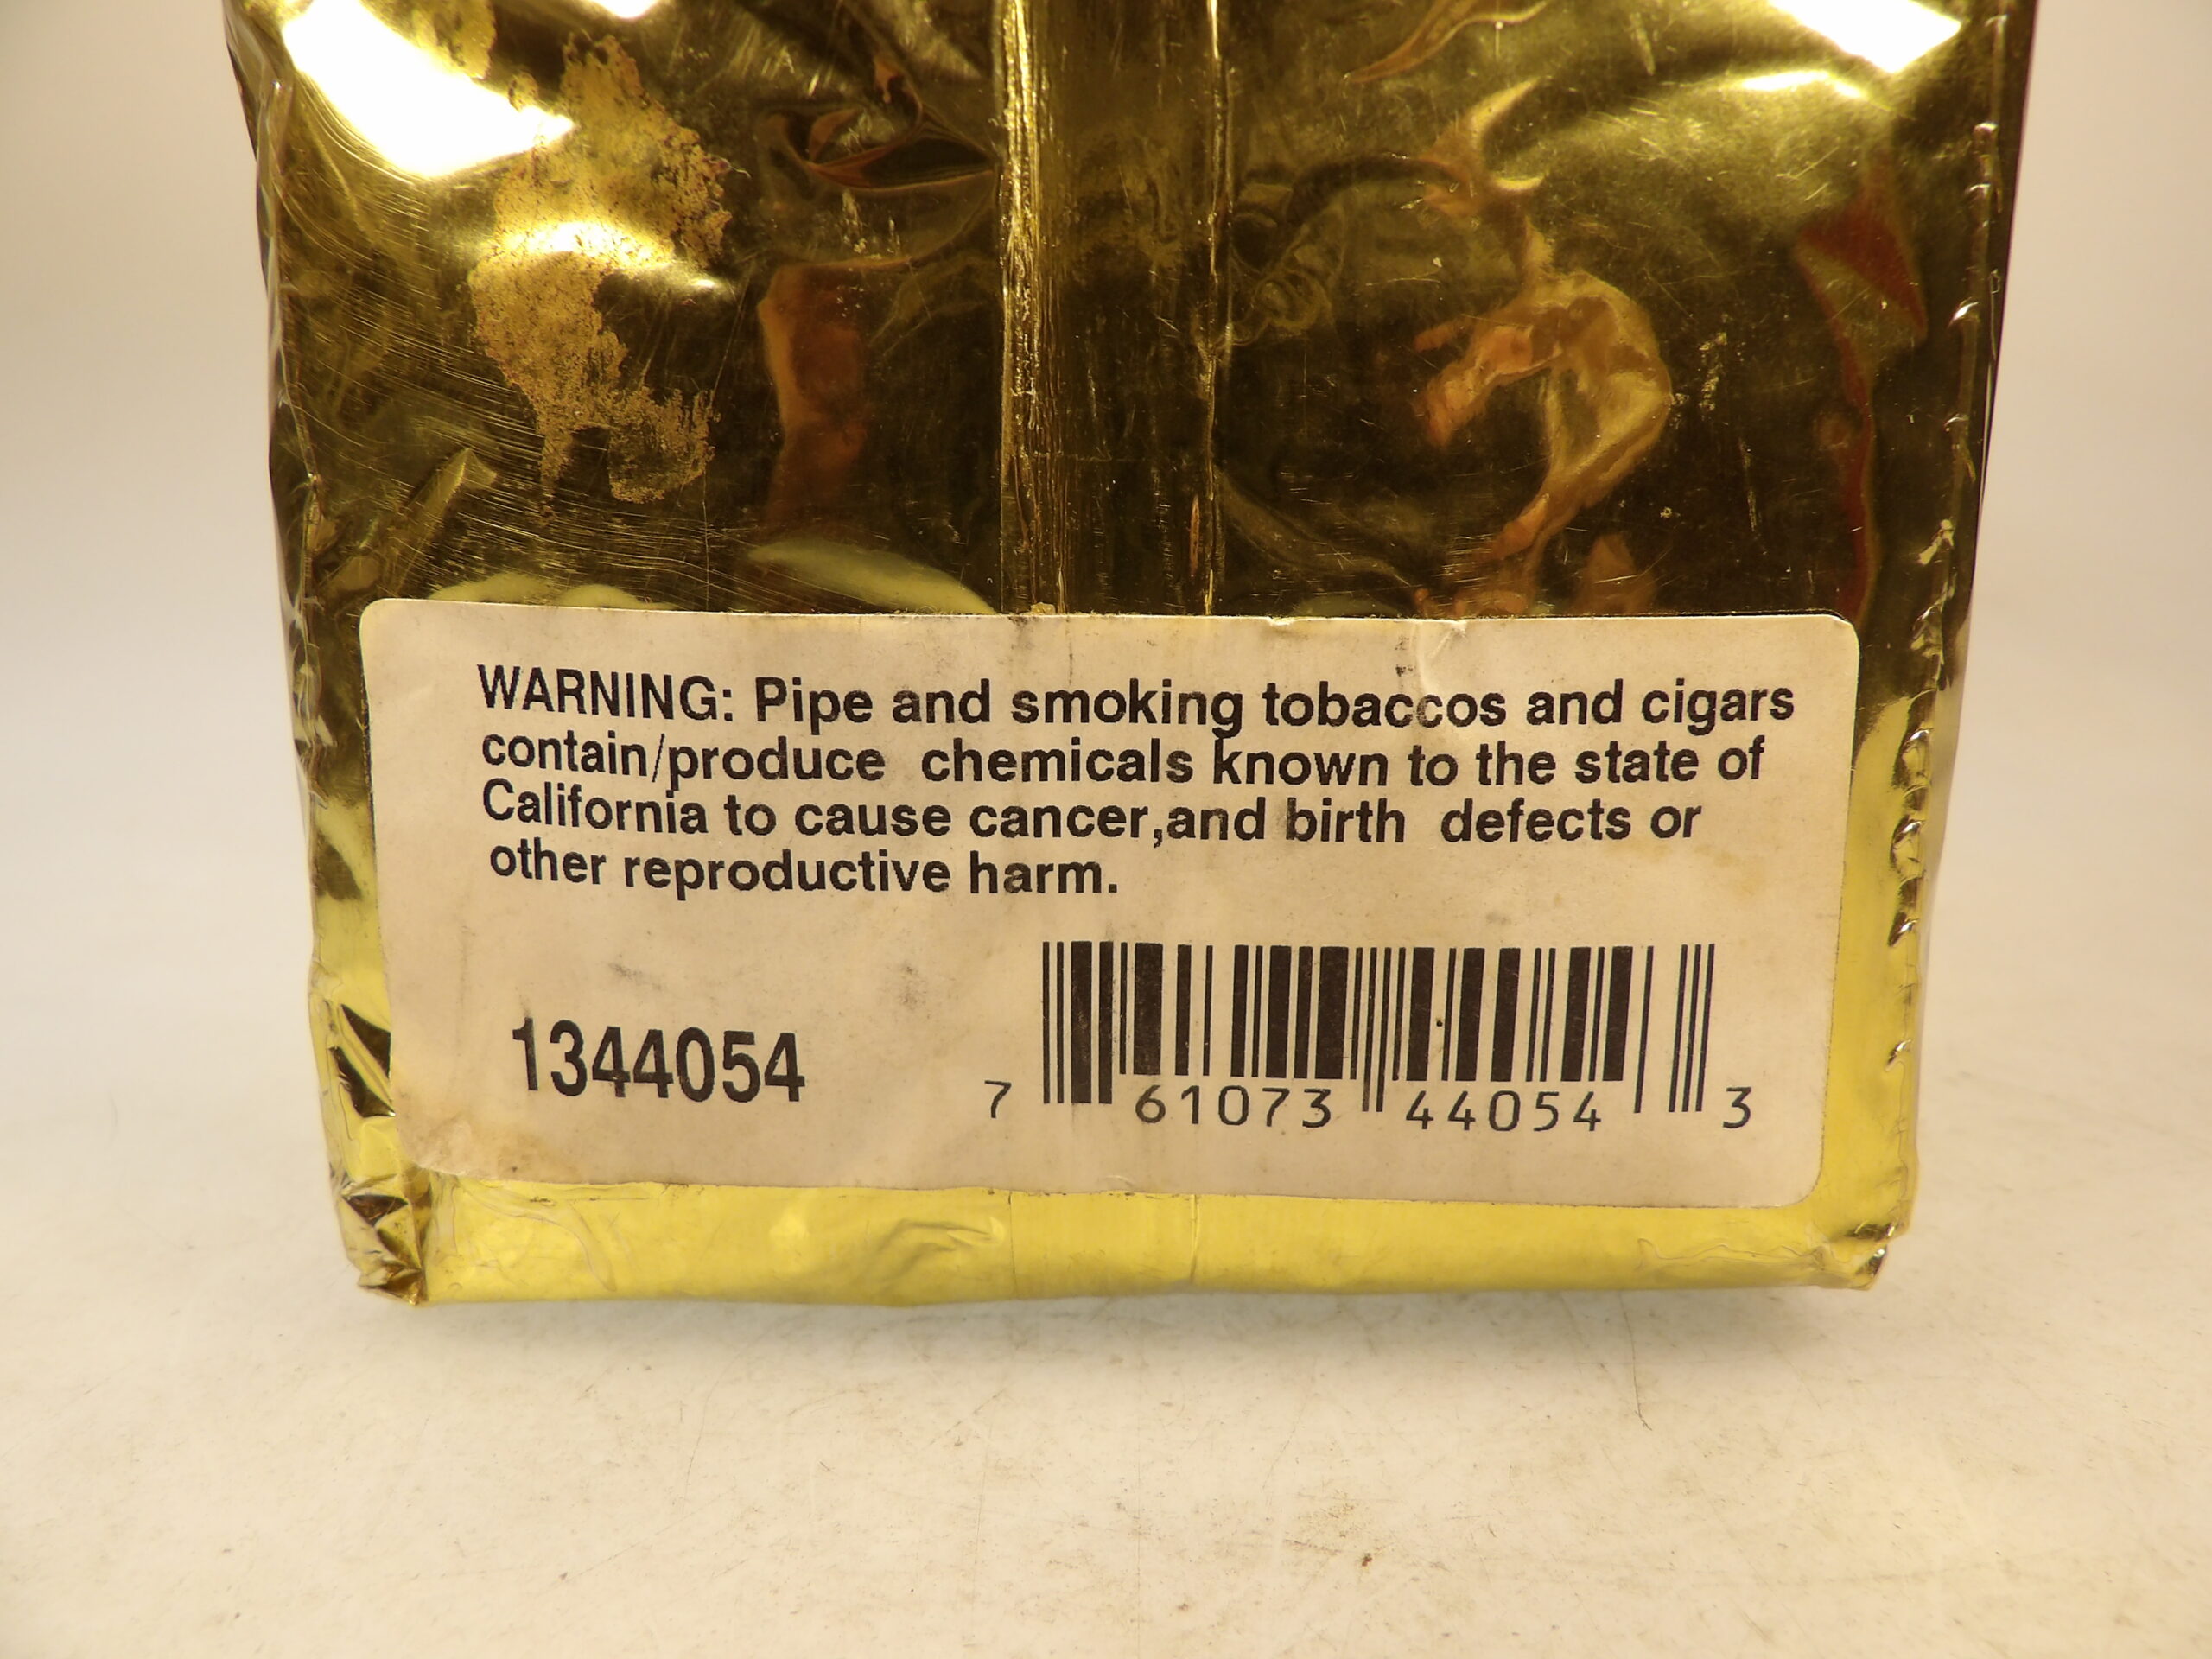 WARNING: Pipe and smoking tobaccos and cigars
contain/produce chemicals known to the state of
California to cause cancer,and birth defects or
other reproductive harm.
1344054
7 61073 44054 3